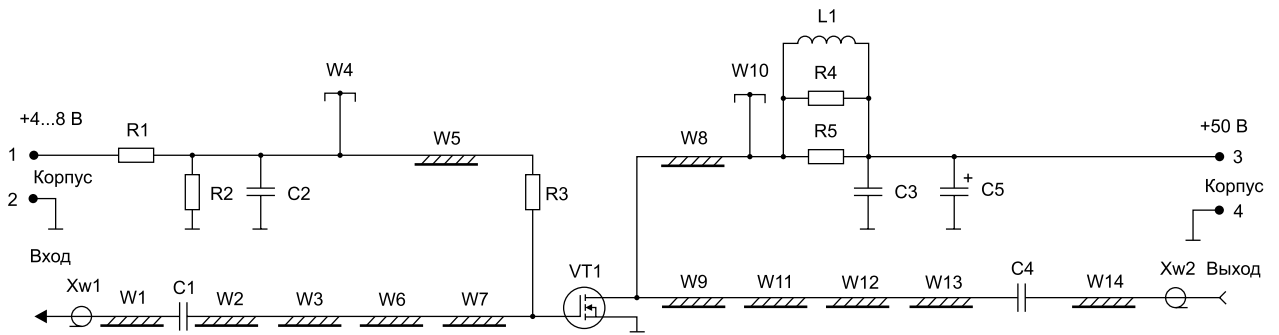 L1
W4
W10
R4
+4...8 В
R1
W5
W8
R5
+50 В
1
3
Корпус
R2
C2
R3
C3
+
C5
Корпус
2
4
Вход
VT1
Xw1
W1
C1
W2
W3
W6
W7
W9
W11
W12
W13
C4
W14
Xw2
Выход